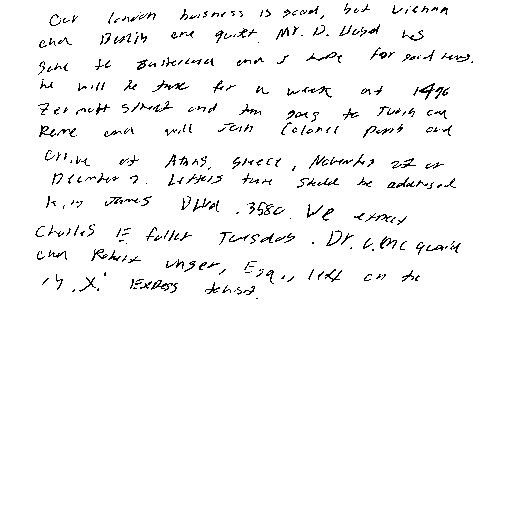 Our london business is good, but vienna
and Berlin are quiet. Mr. D. Lloyd has
gone to Switzerland and I hope for good news.
he will be there for a week at 1496
Zermott Street and then goes to Turin and
Rome and will Join Colonel Parry and
arrive at Athens, Greece, November 27 or
December 2. Letters there should be addressed
King James Blvd. 3580. We expect
Charles E. Fuller Tuesday. Dr. L. McQuaid
and Robert Unger, Esq., left on the
'Y. X.' Express tonight.